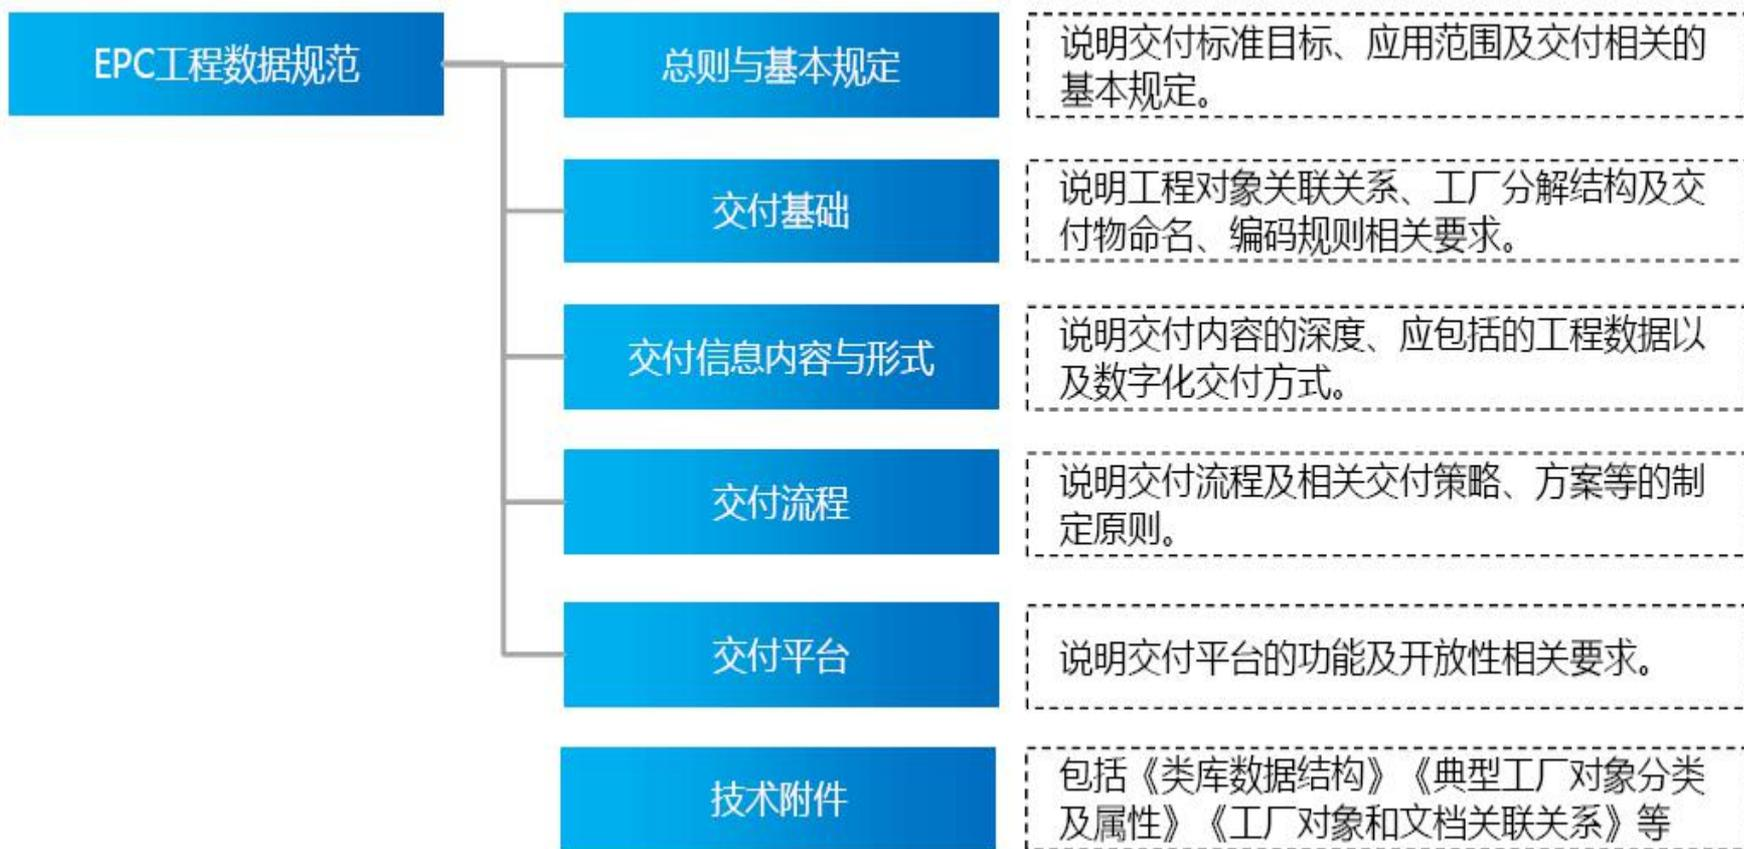 EPC工程数据规范
总则与基本规定
说明交付标准目标、应用范围及交付相关的
基本规定。
交付基础
说明工程对象关联关系、工厂分解结构及交
付物命名、编码规则相关要求。
交付信息内容与形式
说明交付内容的深度、应包括的工程数据以
及数字化交付方式。
交付流程
说明交付流程及相关交付策略、方案等的制
定原则。
交付平台
说明交付平台的功能及开放性相关要求。
技术附件
包括《类库数据结构》《典型工厂对象分类
及属性》《工厂对象和文档关联关系》等